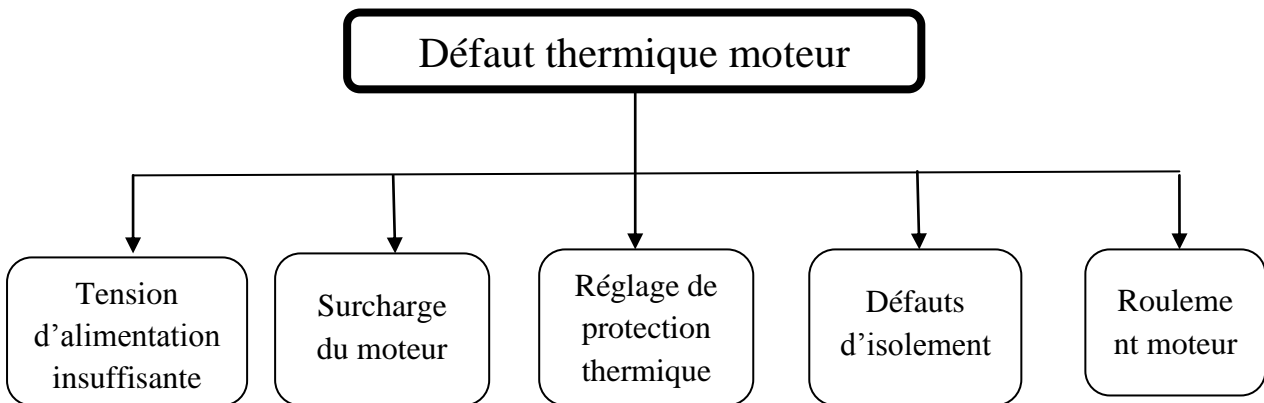 Défaut thermique moteur
Tension
d’alimentation
insuffisante
Surcharge
du moteur
Réglage de
protection
thermique
Défauts
d’isolement
Rouleme
nt moteur